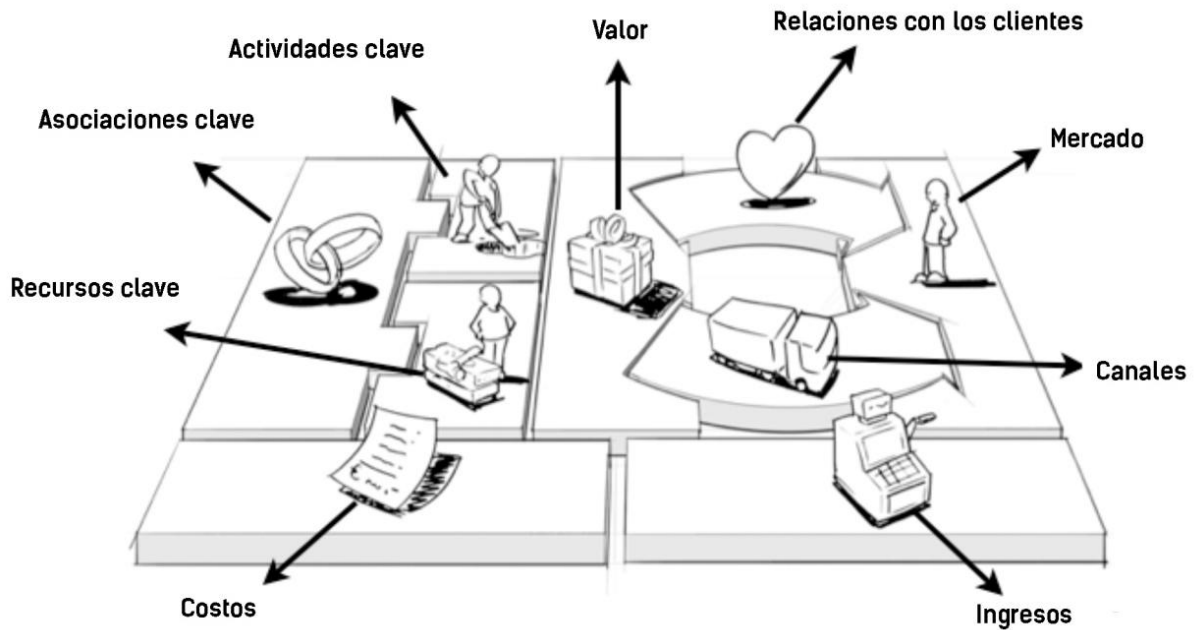 Relaciones con los clientes
Valor
Actividades clave
Asociaciones clave
Mercado
Recursos clave
Canales
Costos
Ingresos